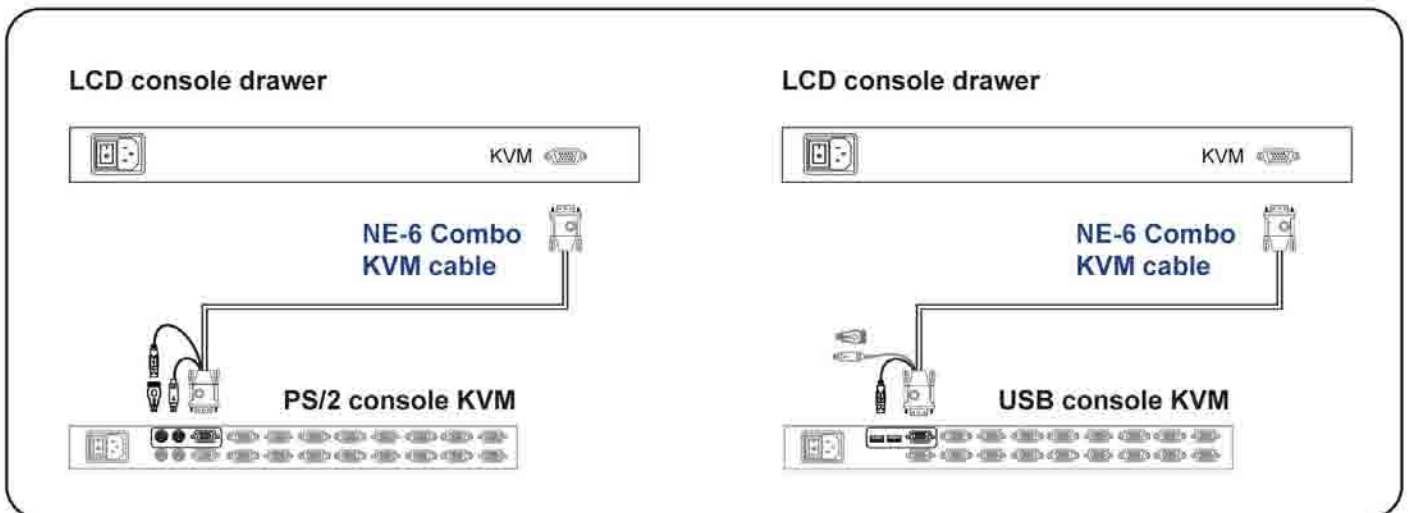 LCD console drawer
KVM
NE-6 Combo
KVM cable
PS/2 console KVM
LCD console drawer
KVM
NE-6 Combo
KVM cable
USB console KVM